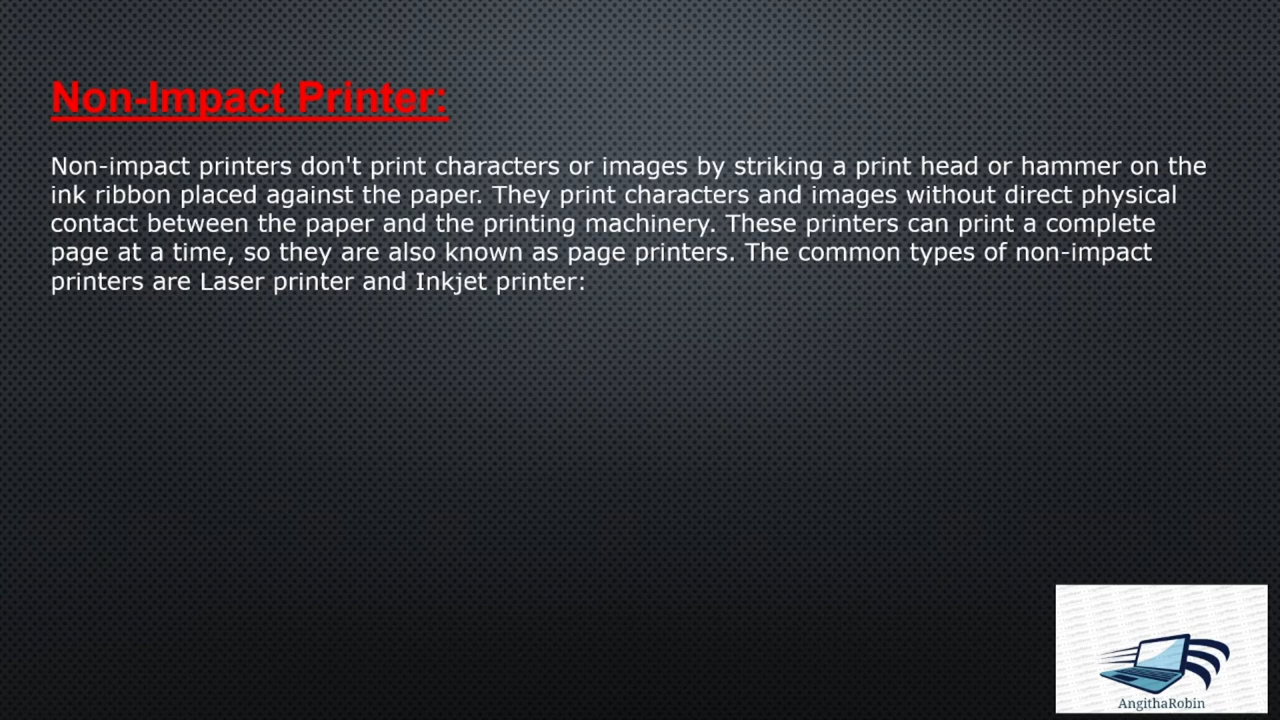 Non-Impact Printer:
Non-impact printers don't print characters or images by striking a print head or hammer on the
ink ribbon placed against the paper. They print characters and images without direct physical
contact between the paper and the printing machinery. These printers can print a complete
page at a time, so they are also known as page printers. The common types of non-impact
printers are Laser printer and Inkjet printer:
AngithaRobin